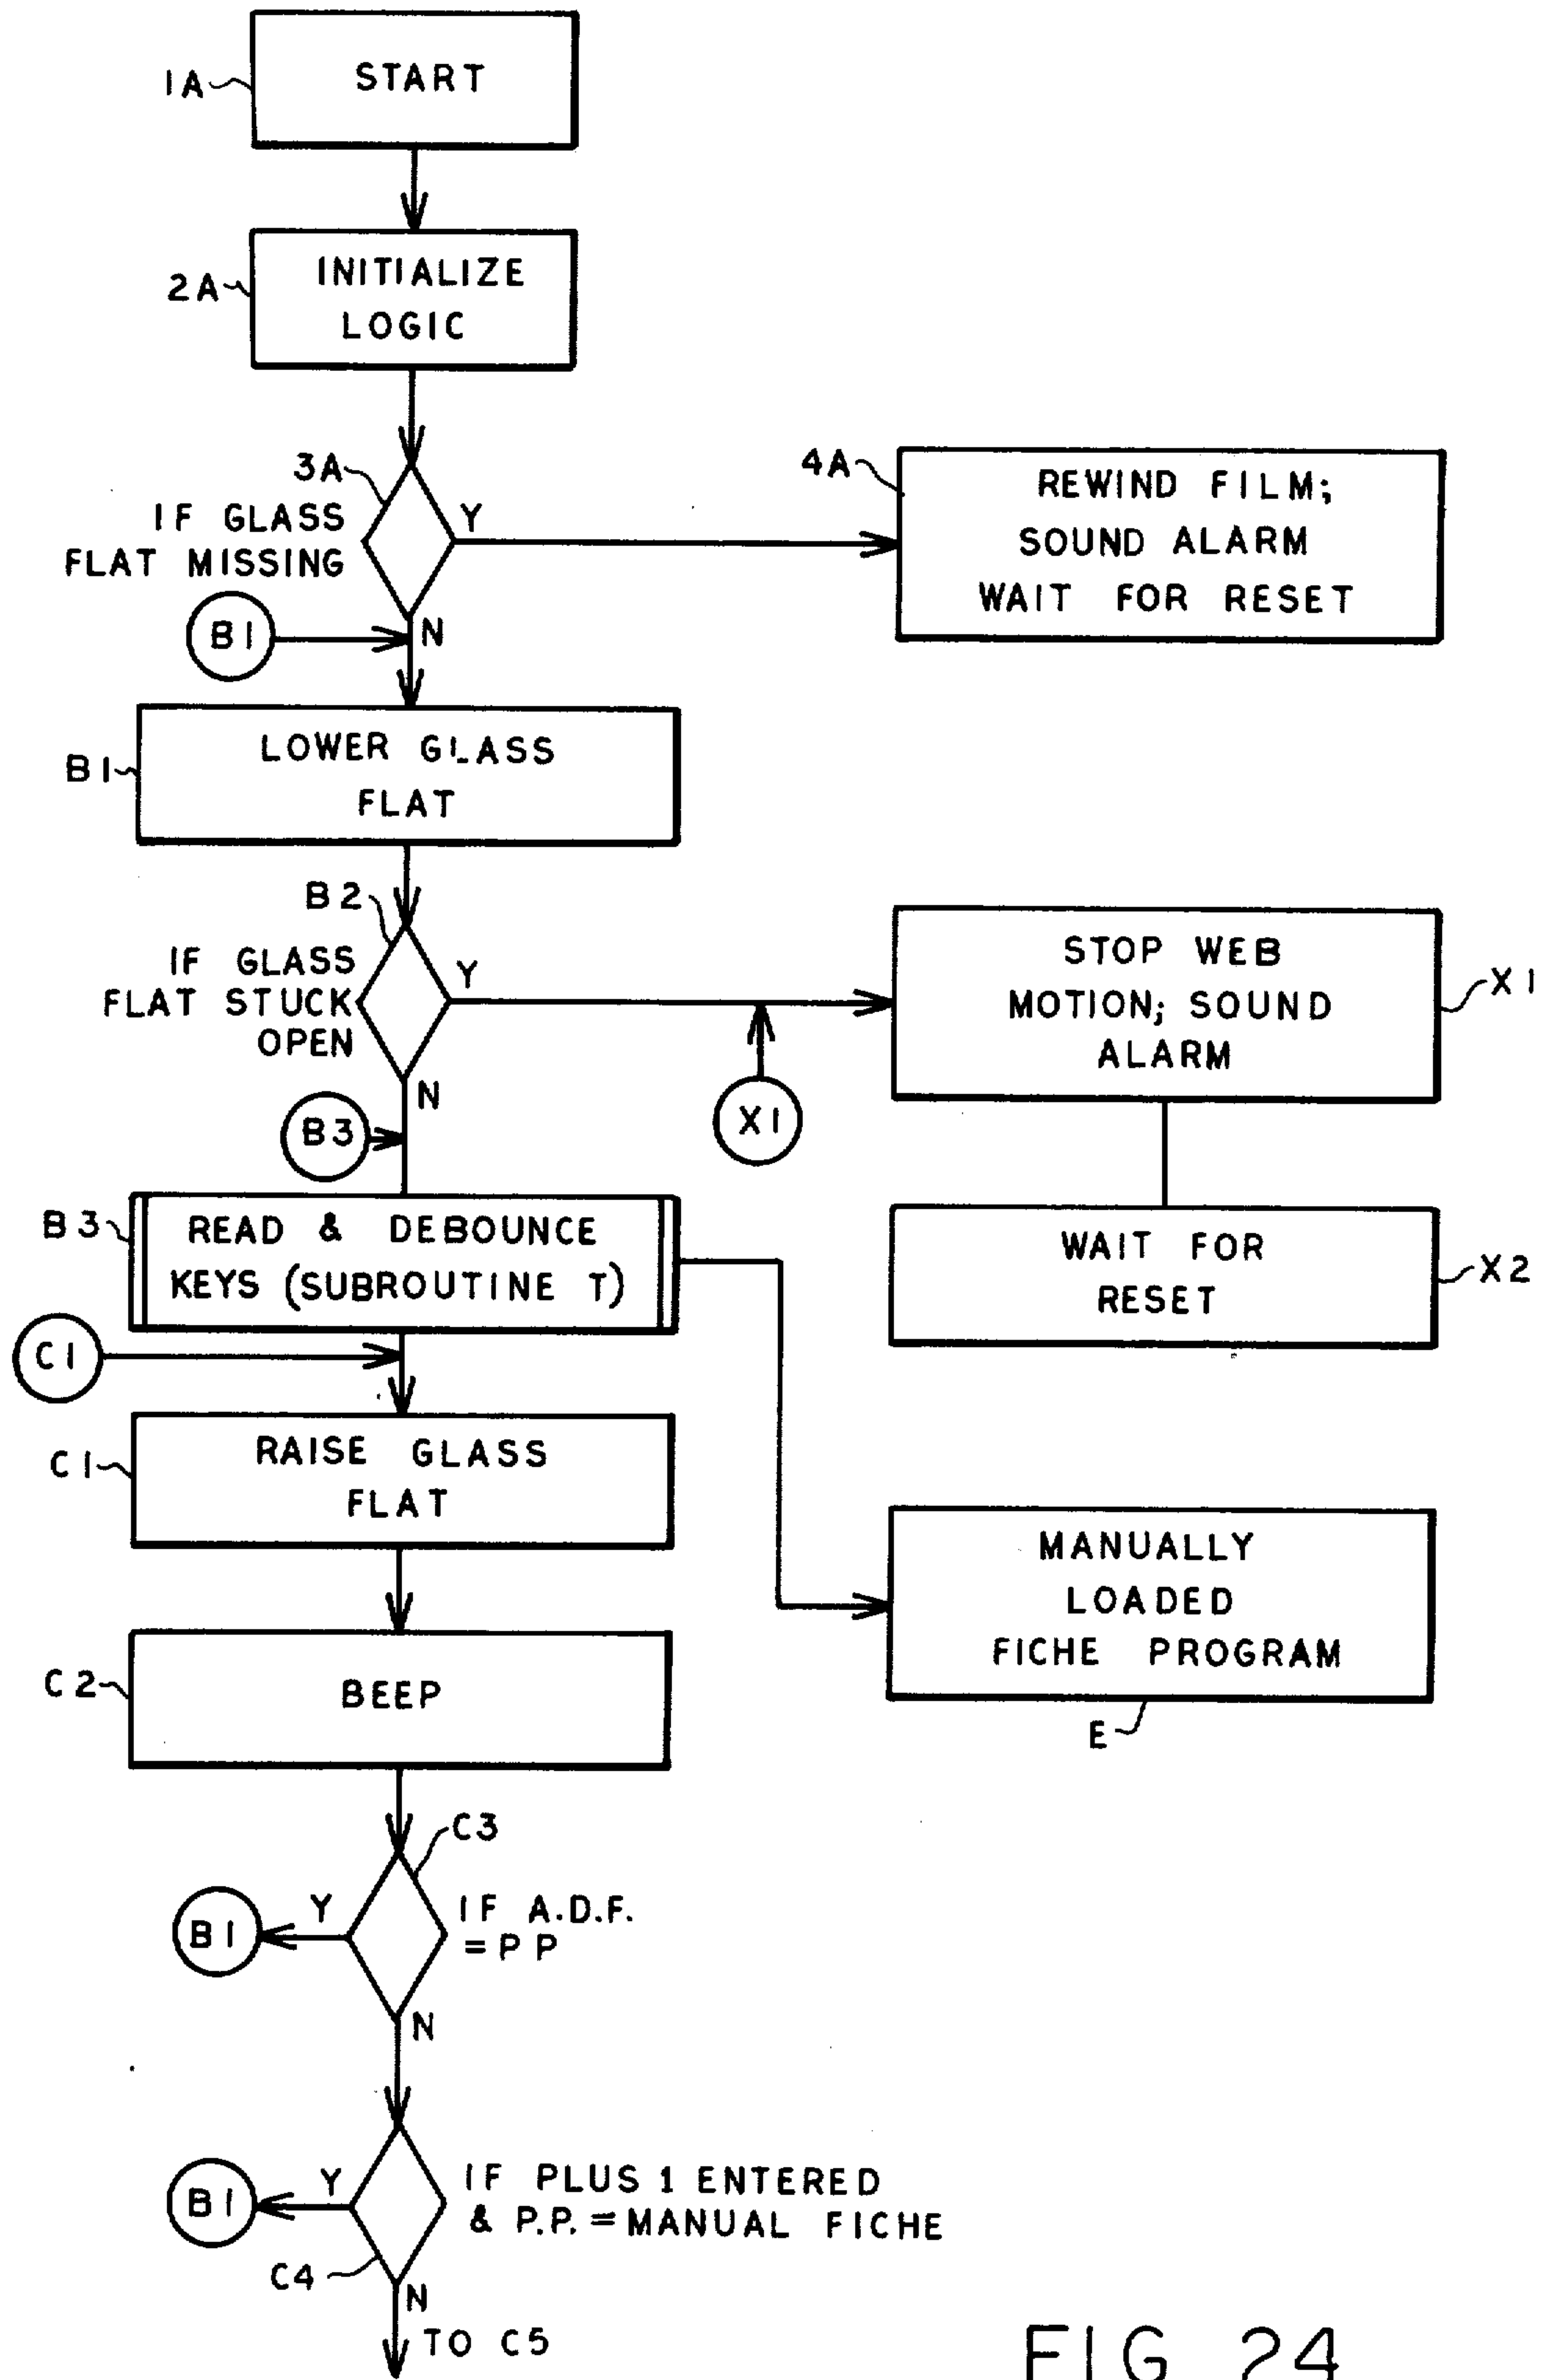 1A
START
2A
INITIALIZE
LOGIC
3A
IF GLASS
FLAT MISSING
Y
N
4A
REWIND FILM;
SOUND ALARM
WAIT FOR RESET
B1
B1
LOWER GLASS
FLAT
B2
IF GLASS
FLAT STUCK
OPEN
Y
N
X1
STOP WEB
MOTION; SOUND
ALARM
X1
B3
B3
READ & DEBOUNCE
KEYS (SUBROUTINE T)
WAIT FOR
RESET
X2
C1
C1
RAISE GLASS
FLAT
MANUALLY
LOADED
FICHE PROGRAM
E
C2
BEEP
C3
B1
Y
IF A.D.F.
=PP
N
B1
Y
IF PLUS 1 ENTERED
& P.P. = MANUAL FICHE
C4
N
TO C5
FIG 24